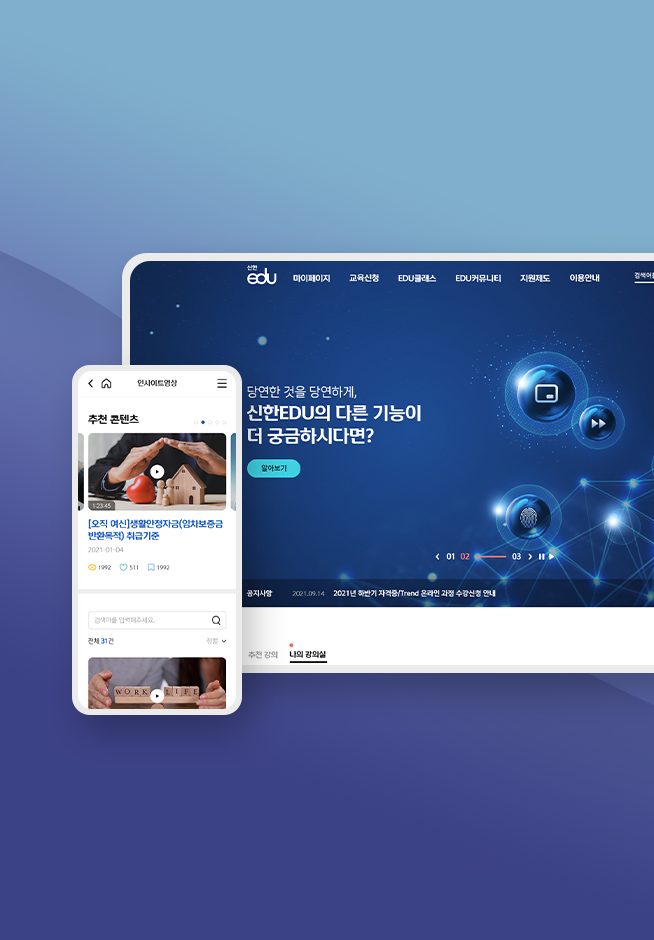 신한
edu
마이페이지 교육신청 EDU클래스 EDU커뮤니티 지원제도 이용안내
당연한 것을 당연하게,
신한EDU의 다른 기능이
더 궁금하시다면?
알아보기
01 02 03
공지사항 2021.09.14 2021년 하반기 자격증/Trend 온라인 과정 수강신청 안내
추천 강의 나의 강의실
인사이트영상
추천 콘텐츠
1:23:45
[오직 여신]생활안정자금(임차보증금
반환목적) 취급기준
2021-01-04
1992 511 1992
검색어를 입력해주세요.
전체 31건 정렬
WORK LIFE